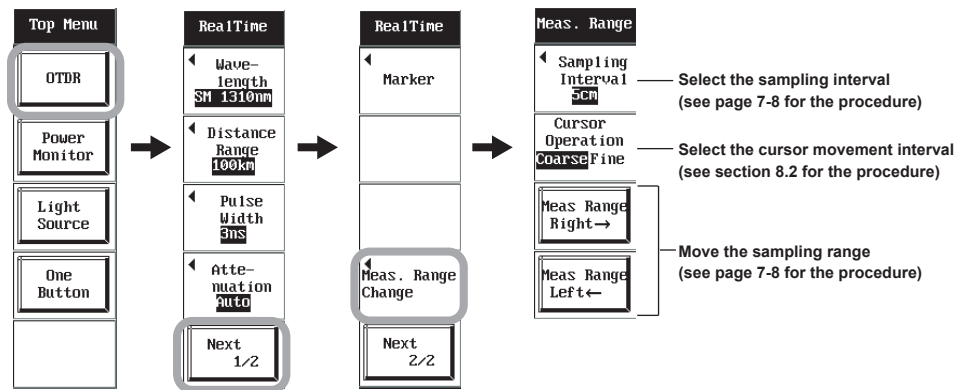 Top Menu
OTDR
Power
Monitor
Light
Source
One
Button
RealTime
Wave-
length
SM 1310nm
Distance
Range
100km
Pulse
Width
3ns
Atte-
nuation
Auto
Next
1/2
RealTime
Marker
Meas. Range
Change
Next
2/2
Meas. Range
Sampling
Interval
5cm
Cursor
Operation
Coarse Fine
Meas Range
Right→
Meas Range
Left←
Select the sampling interval
(see page 7-8 for the procedure)
Select the cursor movement interval
(see section 8.2 for the procedure)
Move the sampling range
(see page 7-8 for the procedure)